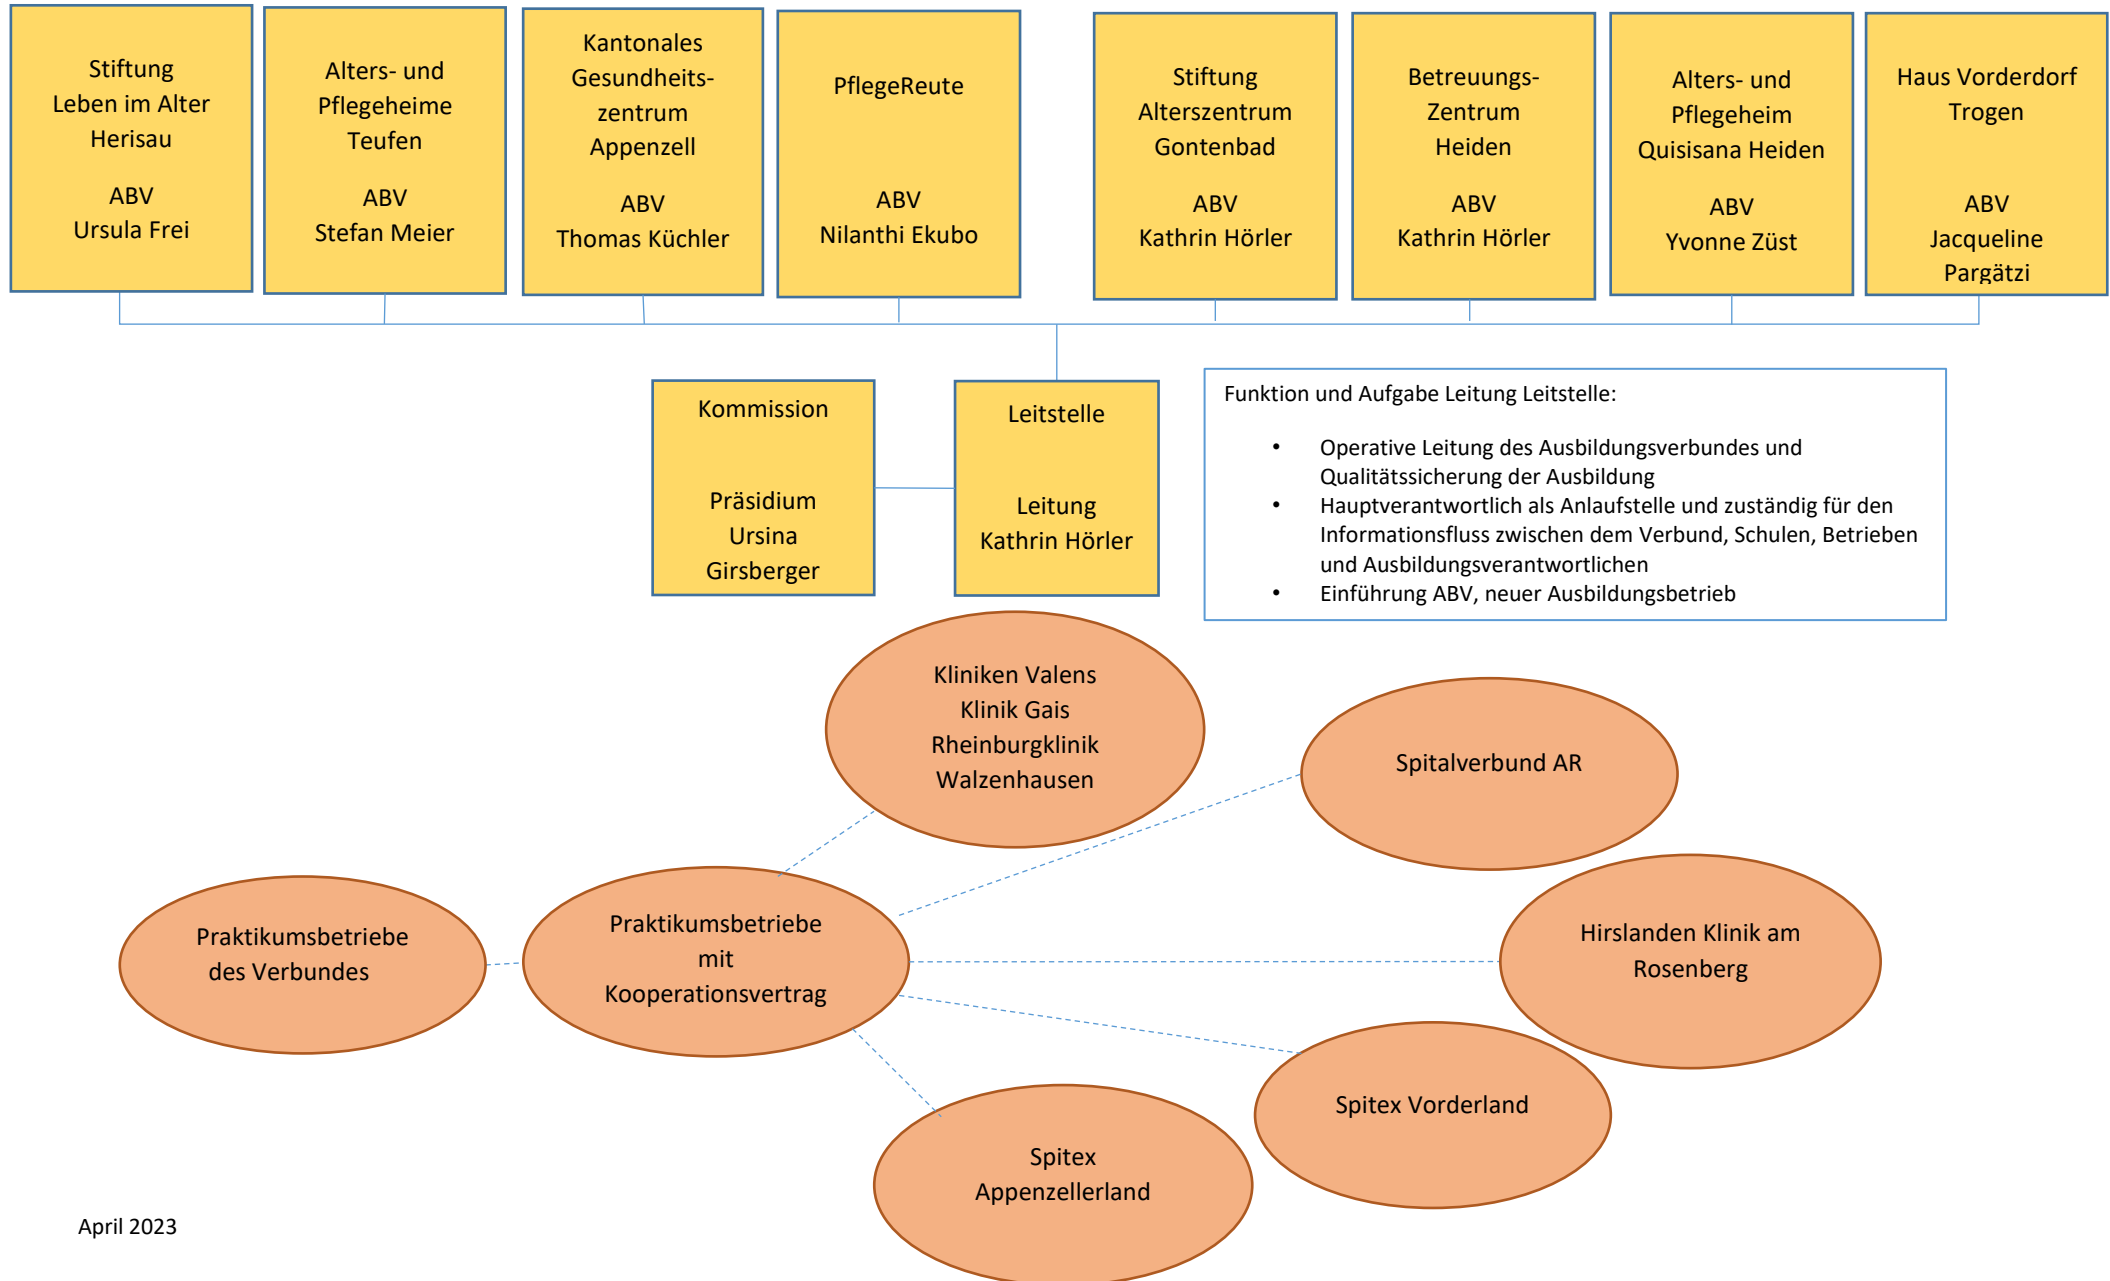 Stiftung
Leben im Alter
Herisau
ABV
Ursula Frei
Alters- und
Pflegeheime
Teufen
ABV
Stefan Meier
Kantonales
Gesundheits-
zentrum
Appenzell
ABV
Thomas Küchler
PflegeReute
ABV
Nilanthi Ekubo
Stiftung
Alterszentrum
Gontenbad
ABV
Kathrin Hörler
Betreuungs-
Zentrum
Heiden
ABV
Kathrin Hörler
Alters- und
Pflegeheim
Quisisana Heiden
ABV
Yvonne Züst
Haus Vorderdorf
Trogen
ABV
Jacqueline
Pargätzi
Kommission
Präsidium
Ursina
Girsberger
Leitstelle
Leitung
Kathrin Hörler
Funktion und Aufgabe Leitung Leitstelle:
• Operative Leitung des Ausbildungsverbundes und
Qualitätssicherung der Ausbildung
• Hauptverantwortlich als Anlaufstelle und zuständig für den
Informationsfluss zwischen dem Verbund, Schulen, Betrieben
und Ausbildungsverantwortlichen
• Einführung ABV, neuer Ausbildungsbetrieb
Kliniken Valens
Klinik Gais
Rheinburgklinik
Walzenhausen
Spitalverbund AR
Praktikumsbetriebe
des Verbundes
Praktikumsbetriebe
mit
Kooperationsvertrag
Hirslanden Klinik am
Rosenberg
Spitex Vorderland
Spitex
Appenzellerland
April 2023